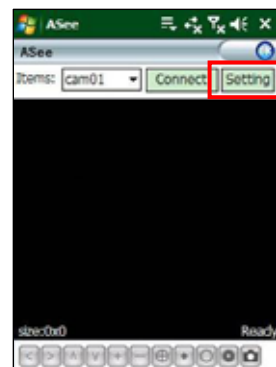 ASee
ASee
Items: cam01 Connect Setting
size:0x0 Ready
< > ∧ ∨ + −